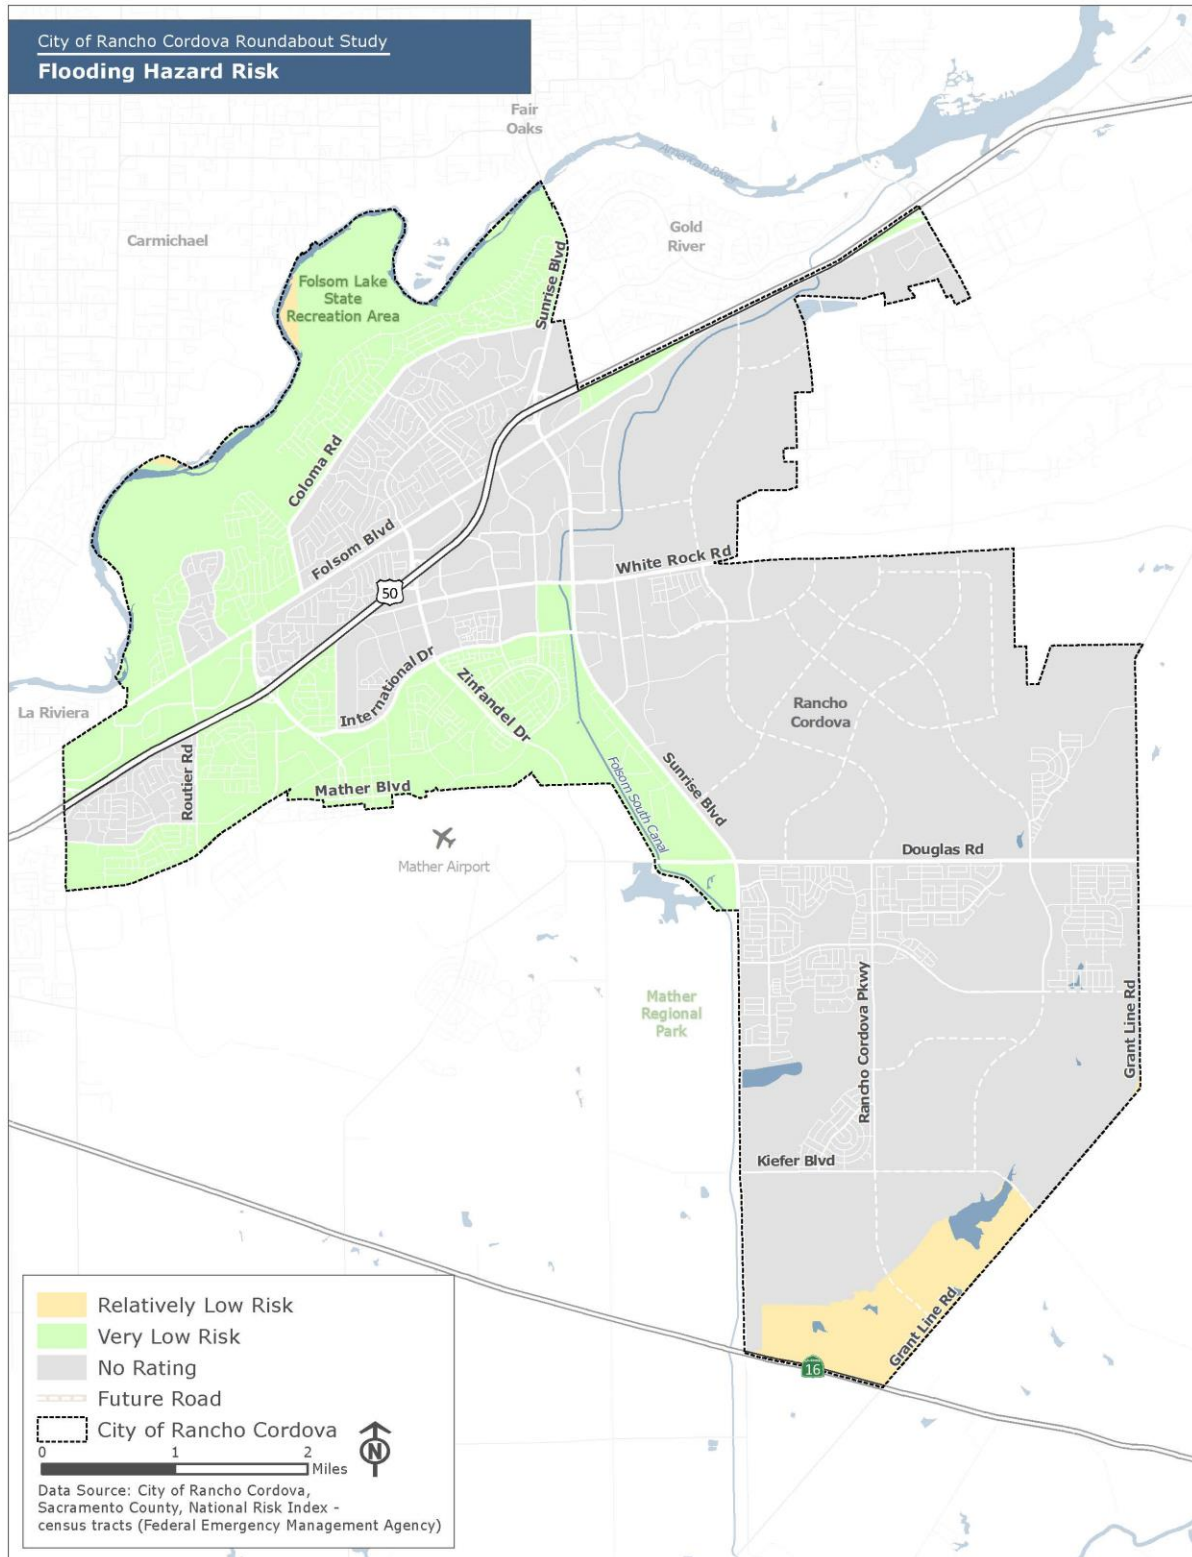 City of Rancho Cordova Roundabout Study
Flooding Hazard Risk
Fair
Oaks
American River
Carmichael
Gold
River
Folsom Lake
State
Recreation Area
Sunrise Blvd
Coloma Rd
Folsom Blvd
White Rock Rd
50
International Dr
Zinfandel Dr
La Riviera
Rancho
Cordova
Routier Rd
Mather Blvd
Folsom South Canal
Sunrise Blvd
Mather Airport
Douglas Rd
Mather
Regional
Park
Rancho Cordova Pkwy
Grant Line Rd
Kiefer Blvd
Grant Line Rd
16
Relatively Low Risk
Very Low Risk
No Rating
Future Road
City of Rancho Cordova
N
0 1 2
Miles
Data Source: City of Rancho Cordova,
Sacramento County, National Risk Index -
census tracts (Federal Emergency Management Agency)